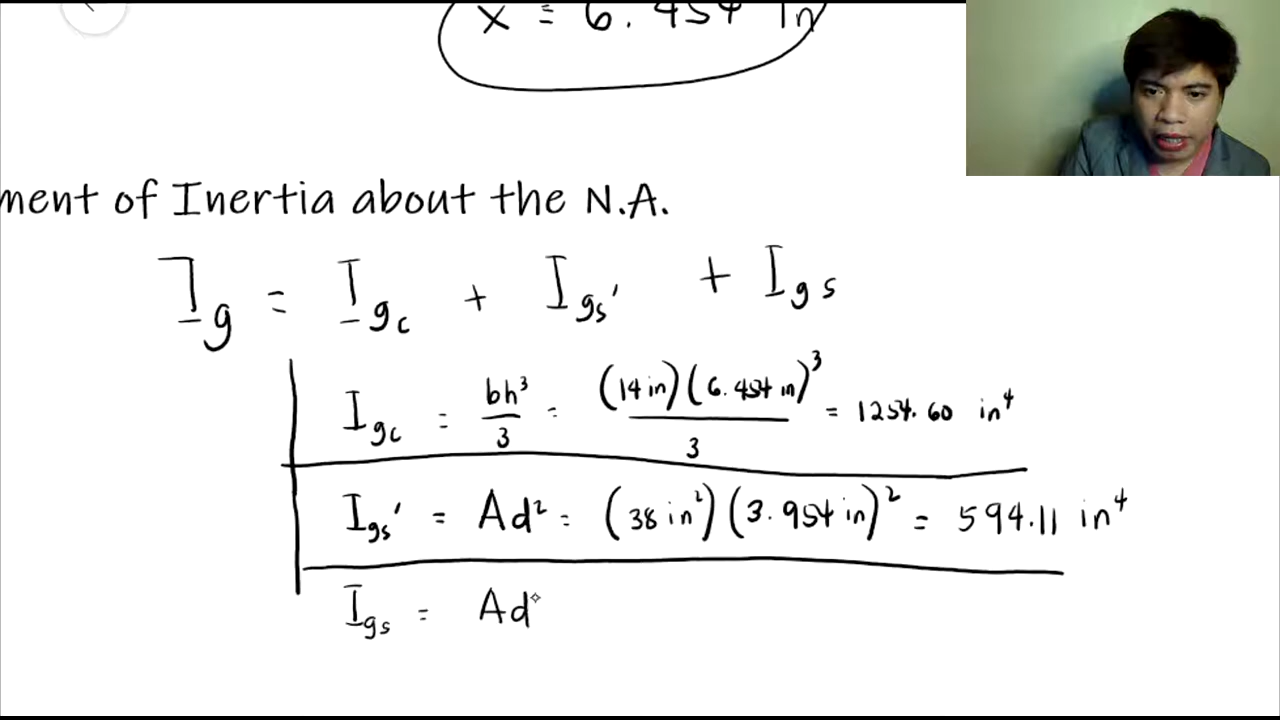 x = 6.454 in
ment of Inertia about the N.A.
Ig = Igc + Igs' + Igs
Igc = bh³/3 = (14 in)(6.454 in)³/3 = 1254.60 in⁴
Igs' = Ad² = (38 in²)(3.954 in)² = 594.11 in⁴
Igs = Ad